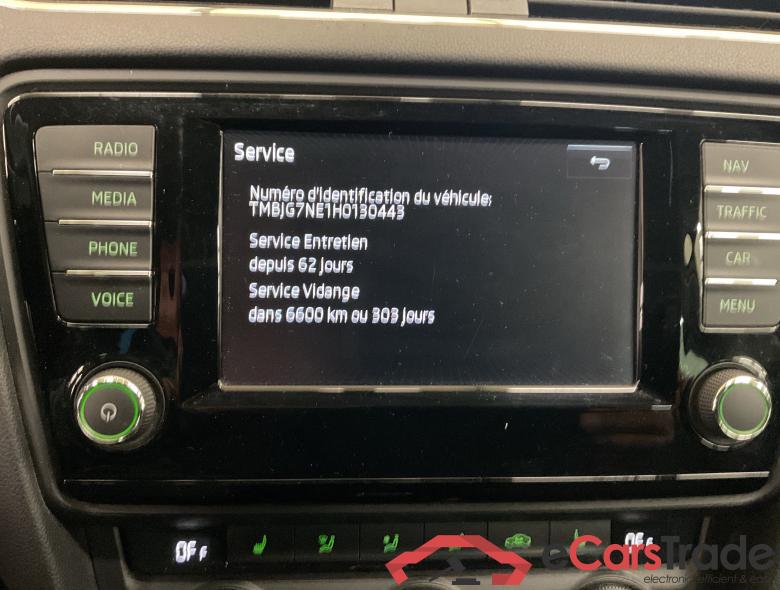 RADIO
MEDIA
PHONE
VOICE
Service
Numéro d'identification du véhicule:
TMBJG7NE1H0130443
Service Entretien
depuis 62 jours
Service Vidange
dans 6600 km ou 303 jours
NAV
TRAFFIC
CAR
MENU
OFF
OFF
eCarsTrade